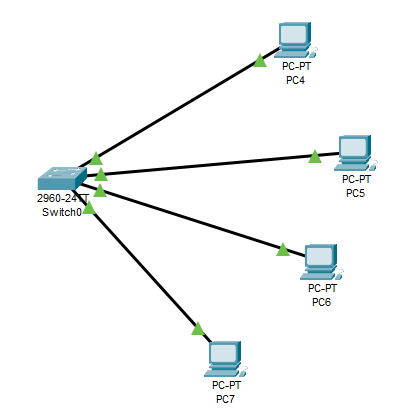 PC-PT
PC4
PC-PT
PC5
2960-24TT
Switch0
PC-PT
PC6
PC-PT
PC7